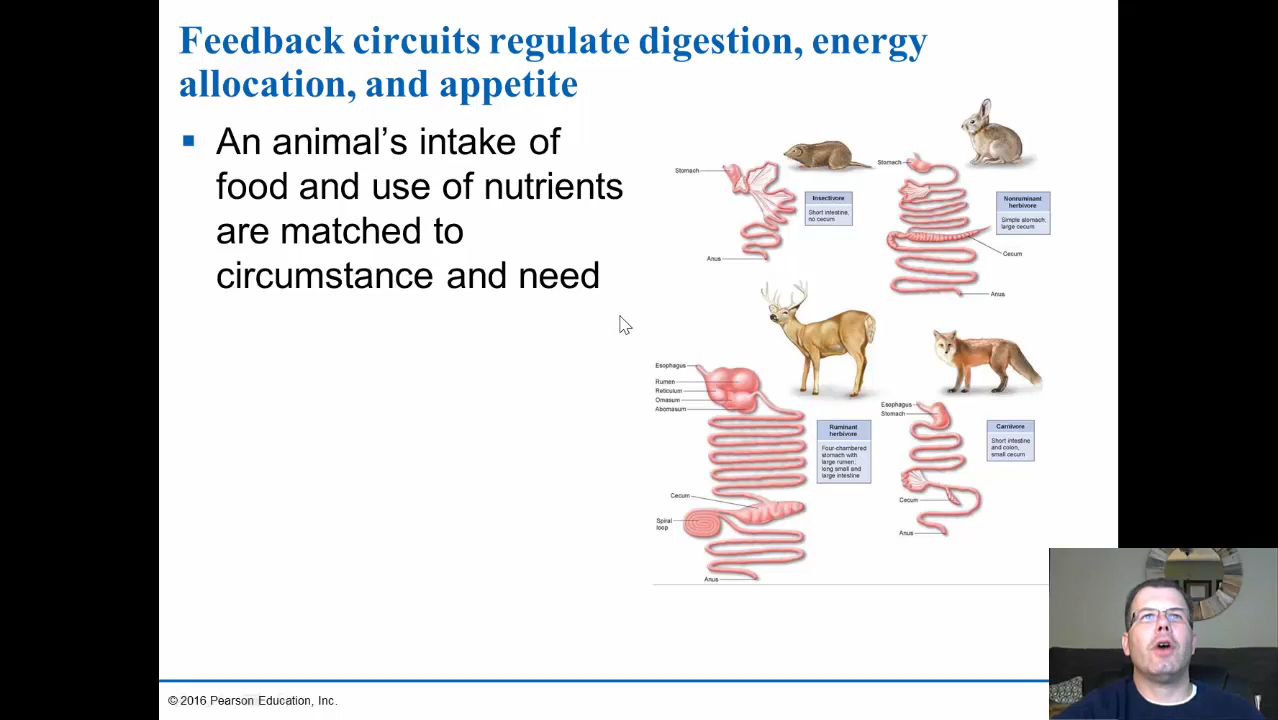 Feedback circuits regulate digestion, energy
allocation, and appetite
An animal’s intake of
food and use of nutrients
are matched to
circumstance and need
Stomach
Insectivore
Short intestine,
no cecum
Anus
Stomach
Nonruminant
herbivore
Simple stomach,
large cecum
Cecum
Anus
Esophagus
Rumen
Reticulum
Omasum
Abomasum
Ruminant
herbivore
Four-chambered
stomach with
large rumen;
long small and
large intestine
Cecum
Spiral
loop
Anus
Esophagus
Stomach
Carnivore
Short intestine
and colon,
small cecum
Cecum
Anus
© 2016 Pearson Education, Inc.